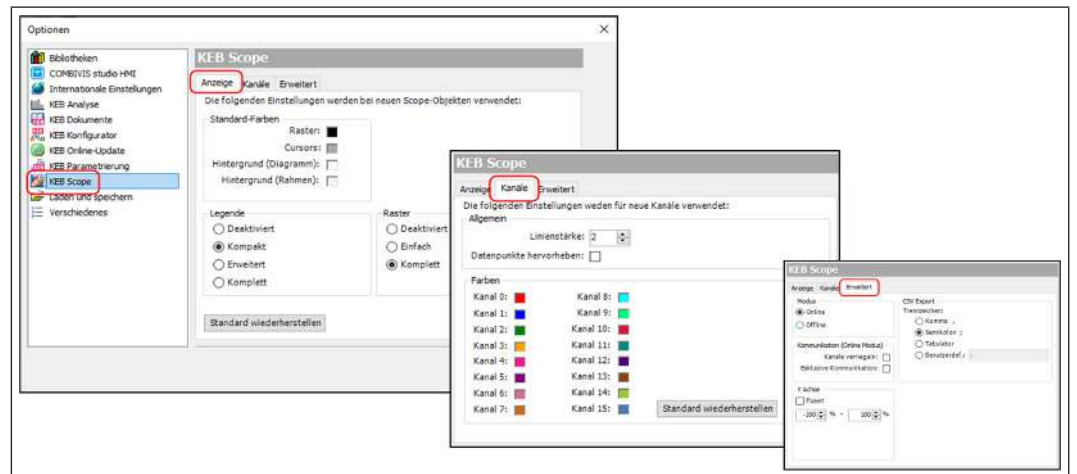 Optionen
Bibliotheken
COMBIVIS studio HMI
Internationale Einstellungen
KEB Analyse
KEB Dokumente
KEB Konfigurator
KEB Online-Update
KEB Parametrierung
KEB Scope
Laden und speichern
Verschiedenes
KEB Scope
Anzeige Kanäle Erweitert
Die folgenden Einstellungen werden bei neuen Scope-Objekten verwendet:
Standard-Farben
Raster:
Cursors:
Hintergrund (Diagramm):
Hintergrund (Rahmen):
Legende
Deaktiviert
Kompakt
Erweitert
Komplett
Raster
Deaktiviert
Einfach
Komplett
Standard wiederherstellen
KEB Scope
Anzeige Kanäle Erweitert
Die folgenden Einstellungen weden für neue Kanäle verwendet:
Allgemein
Linienstärke: 2
Datenpunkte hervorheben:
Farben
Kanal 0: Kanal 8:
Kanal 1: Kanal 9:
Kanal 2: Kanal 10:
Kanal 3: Kanal 11:
Kanal 4: Kanal 12:
Kanal 5: Kanal 13:
Kanal 6: Kanal 14:
Kanal 7: Kanal 15:
Standard wiederherstellen
KEB Scope
Anzeige Kanäle Erweitert
Modus
Online
Offline
Kommunikation (Online Modus)
Kanäle verriegeln:
Exklusive Kommunikation:
Y Achse
Fixiert
-100 % - 100 %
CSV Export
Trennzeichen:
Komma ,
Semikolon ;
Tabulator
Benutzerdef.: